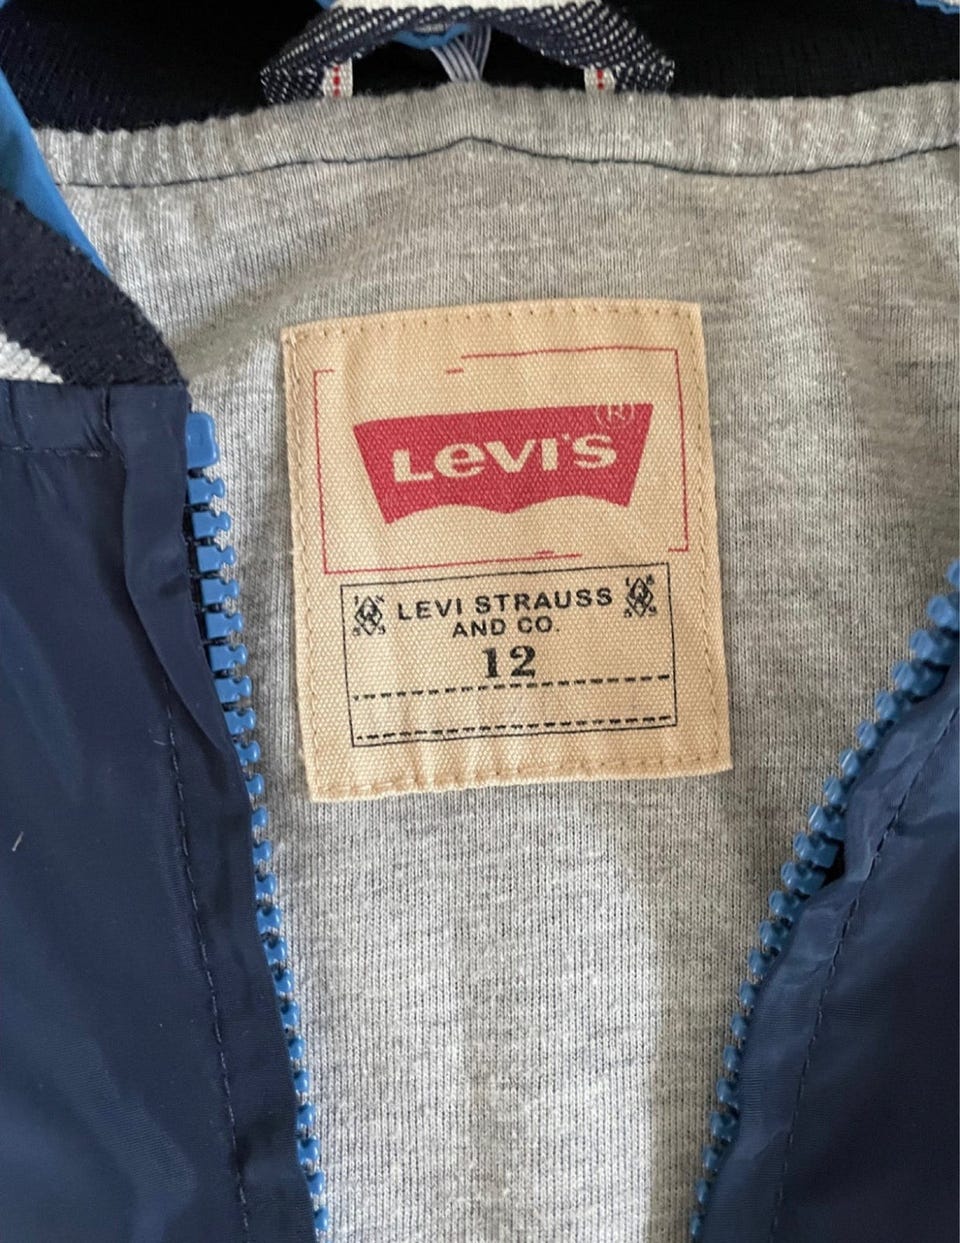 LEVI'S®
LEVI STRAUSS
AND CO.
12